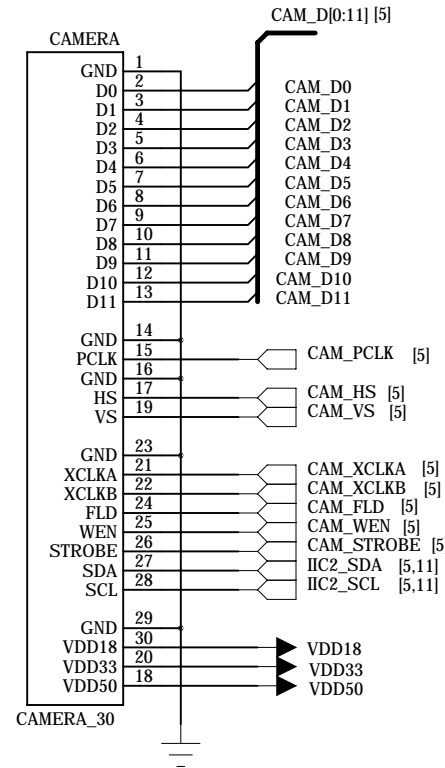 CAM_D[0:11] [5]
CAMERA
GND 1
D0 2 CAM_D0
D1 3 CAM_D1
D2 4 CAM_D2
D3 5 CAM_D3
D4 6 CAM_D4
D5 7 CAM_D5
D6 8 CAM_D6
D7 9 CAM_D7
D8 10 CAM_D8
D9 11 CAM_D9
D10 12 CAM_D10
D11 13 CAM_D11
GND 14
PCLK 15 CAM_PCLK [5]
GND 16
HS 17 CAM_HS [5]
VS 19 CAM_VS [5]
GND 23
XCLKA 21 CAM_XCLKA [5]
XCLKB 22 CAM_XCLKB [5]
FLD 24 CAM_FLD [5]
WEN 25 CAM_WEN [5]
STROBE 26 CAM_STROBE [5
SDA 27 IIC2_SDA [5,11]
SCL 28 IIC2_SCL [5,11]
GND 29
VDD18 30 VDD18
VDD33 20 VDD33
VDD50 18 VDD50
CAMERA_30